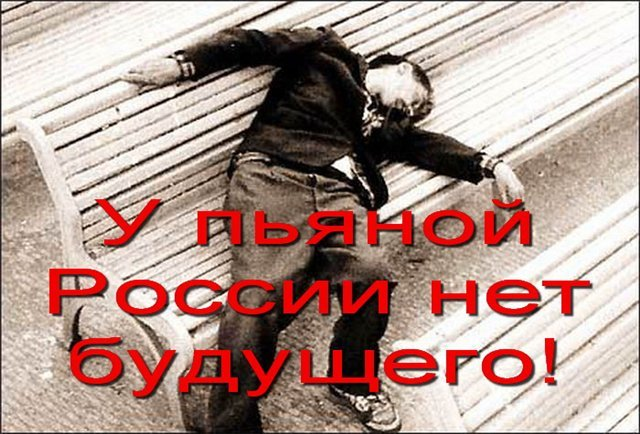 У пьяной
России нет
будущего!